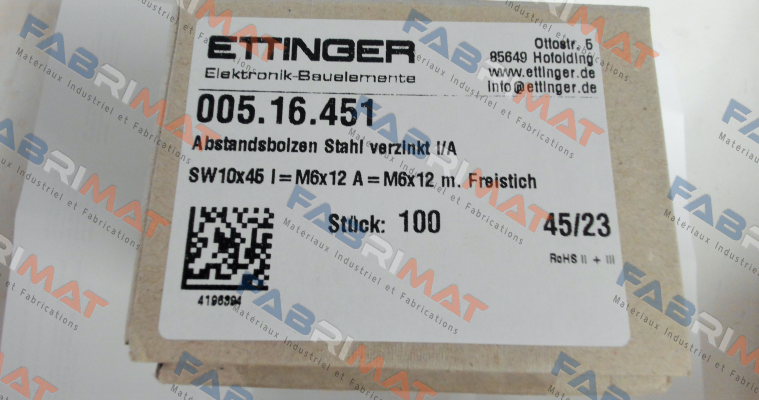 ETTINGER
Elektronik-Bauelemente
Ottostr. 5
85649 Hofolding
www.ettinger.de
info@ettinger.de
005.16.451
Abstandsbolzen Stahl verzinkt I/A
SW10x45 I=M6x12 A=M6x12 m. Freistich
Stück: 100
45/23
RoHS II + III
4196394
FABRIMAT
Matériaux Industriel et Fabrications